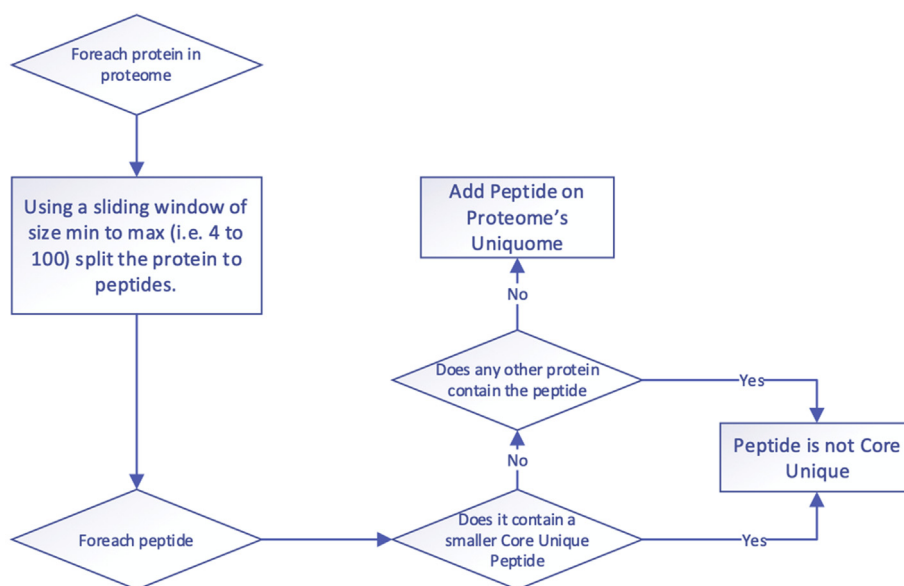 Foreach protein in
proteome
Using a sliding window of
size min to max (i.e. 4 to
100) split the protein to
peptides.
Add Peptide on
Proteome's
Uniquome
No
Does any other protein
contain the peptide
Yes
Peptide is not Core
Unique
No
Foreach peptide
Does it contain a
smaller Core Unique
Peptide
Yes